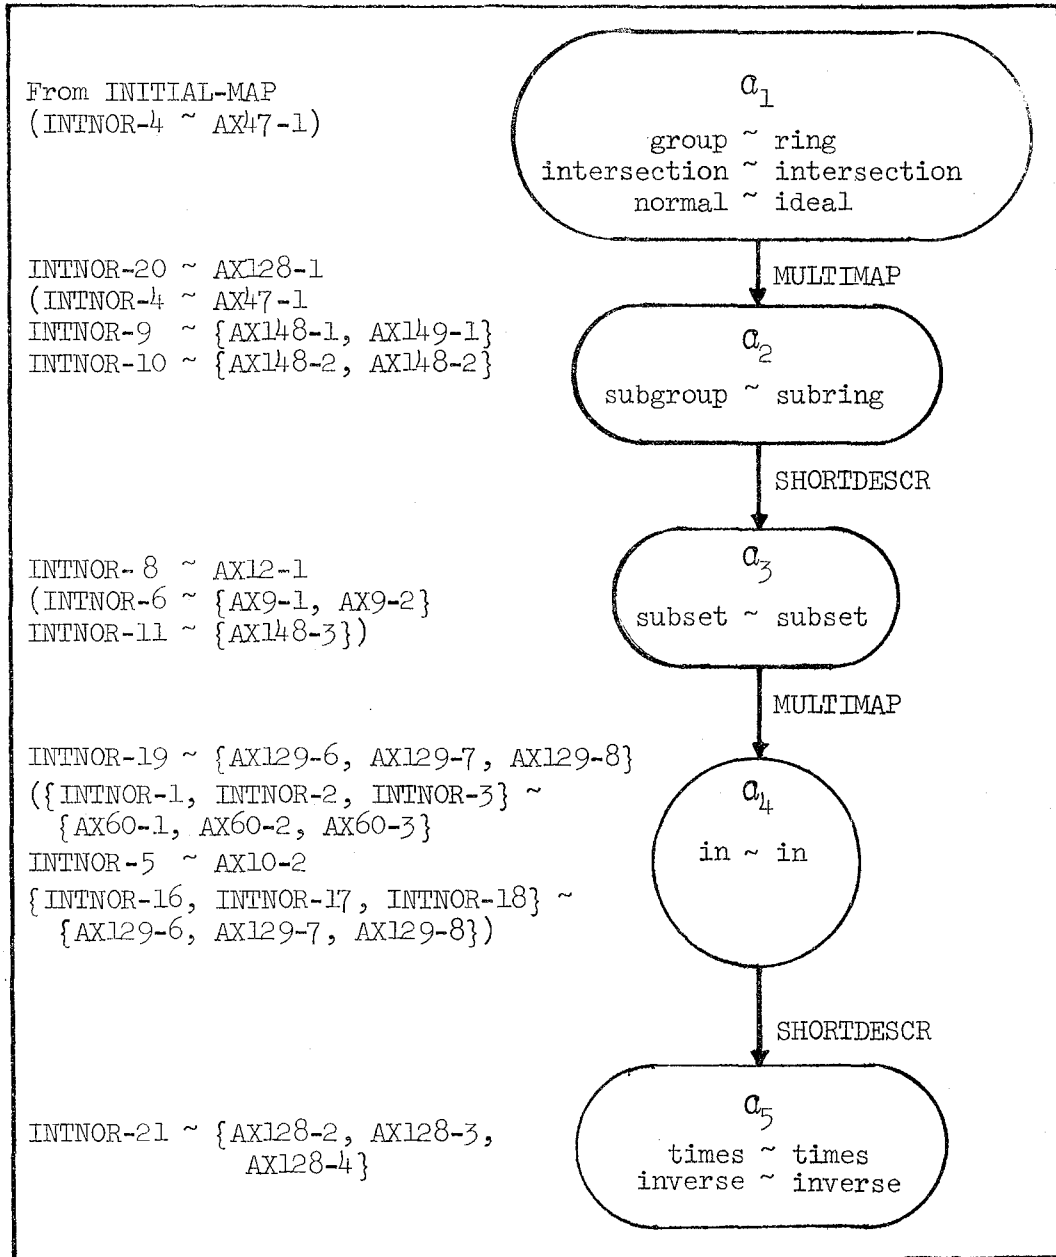 From INITIAL-MAP
(INTNOR-4 ~ AX47-1)
a1
group ~ ring
intersection ~ intersection
normal ~ ideal
MULTIMAP
INTNOR-20 ~ AX128-1
(INTNOR-4 ~ AX47-1
INTNOR-9 ~ {AX148-1, AX149-1}
INTNOR-10 ~ {AX148-2, AX148-2}
a2
subgroup ~ subring
SHORTDESCR
INTNOR- 8 ~ AX12-1
(INTNOR-6 ~ {AX9-1, AX9-2}
INTNOR-11 ~ {AX148-3})
a3
subset ~ subset
MULTIMAP
INTNOR-19 ~ {AX129-6, AX129-7, AX129-8}
({INTNOR-1, INTNOR-2, INTNOR-3} ~
{AX60-1, AX60-2, AX60-3}
INTNOR-5 ~ AX10-2
{INTNOR-16, INTNOR-17, INTNOR-18} ~
{AX129-6, AX129-7, AX129-8})
a4
in ~ in
SHORTDESCR
INTNOR-21 ~ {AX128-2, AX128-3,
AX128-4}
a5
times ~ times
inverse ~ inverse